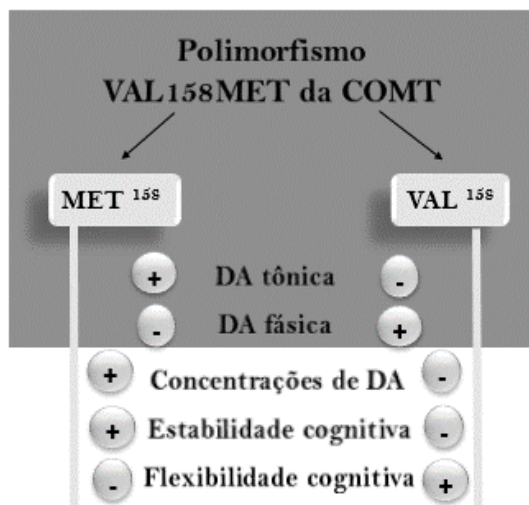 Polimorfismo
VAL158MET da COMT
MET 158 VAL 158
+ DA tônica -
- DA fásica +
+ Concentrações de DA -
+ Estabilidade cognitiva -
- Flexibilidade cognitiva +